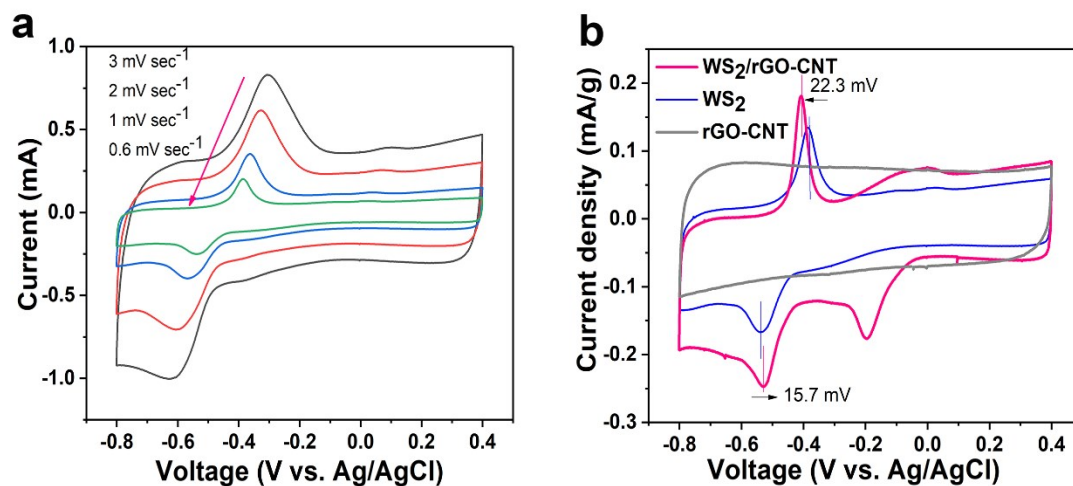 a
3 mV sec⁻¹
2 mV sec⁻¹
1 mV sec⁻¹
0.6 mV sec⁻¹
1.0
0.5
0.0
-0.5
-1.0
Current (mA)
-0.8 -0.6 -0.4 -0.2 0.0 0.2 0.4
Voltage (V vs. Ag/AgCl)
b
WS₂/rGO-CNT
WS₂
rGO-CNT
22.3 mV
15.7 mV
0.3
0.2
0.1
0.0
-0.1
-0.2
-0.3
Current density (mA/g)
-0.8 -0.6 -0.4 -0.2 0.0 0.2 0.4
Voltage (V vs. Ag/AgCl)